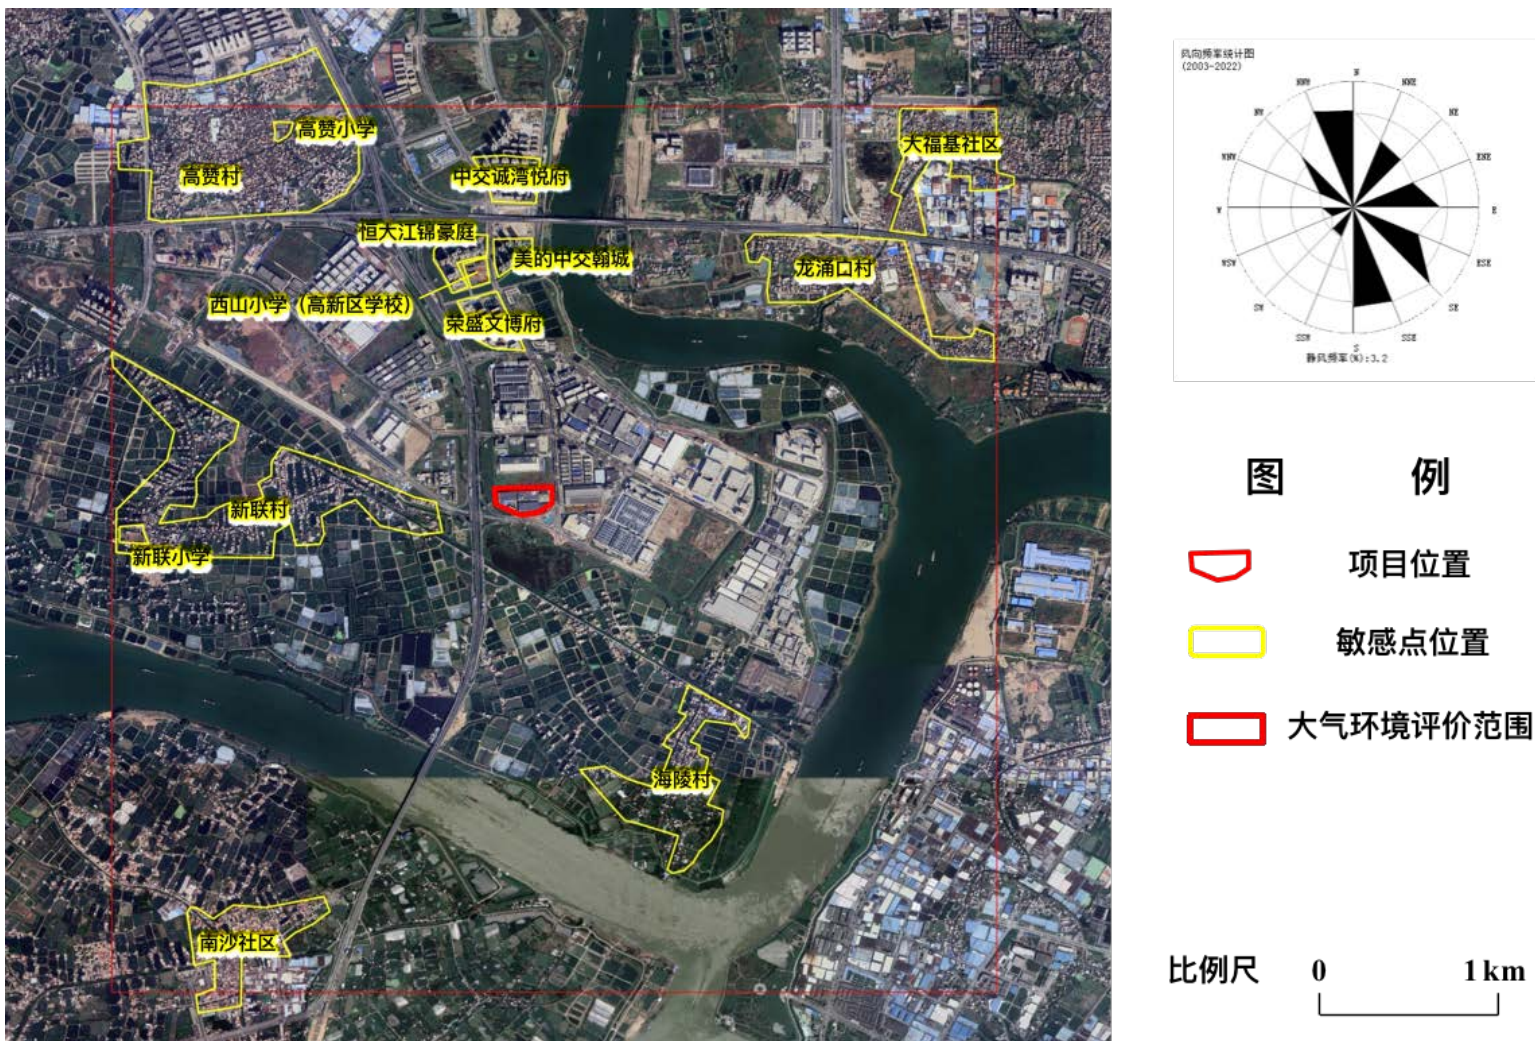 高赞小学
高赞村
中交诚湾悦府
大福基社区
恒大江锦豪庭
美的中交翰城
龙涌口村
西山小学（高新区学校）
荣盛文博府
新联村
新联小学
海陵村
南沙社区
风向频率统计图
(2003-2022)
N
NNW
NNE
NW
NE
WNW
ENE
W
E
WSW
ESE
SW
SE
SSW
SSE
S
静风频率(%):3.2
图 例
项目位置
敏感点位置
大气环境评价范围
比例尺 0 1 km